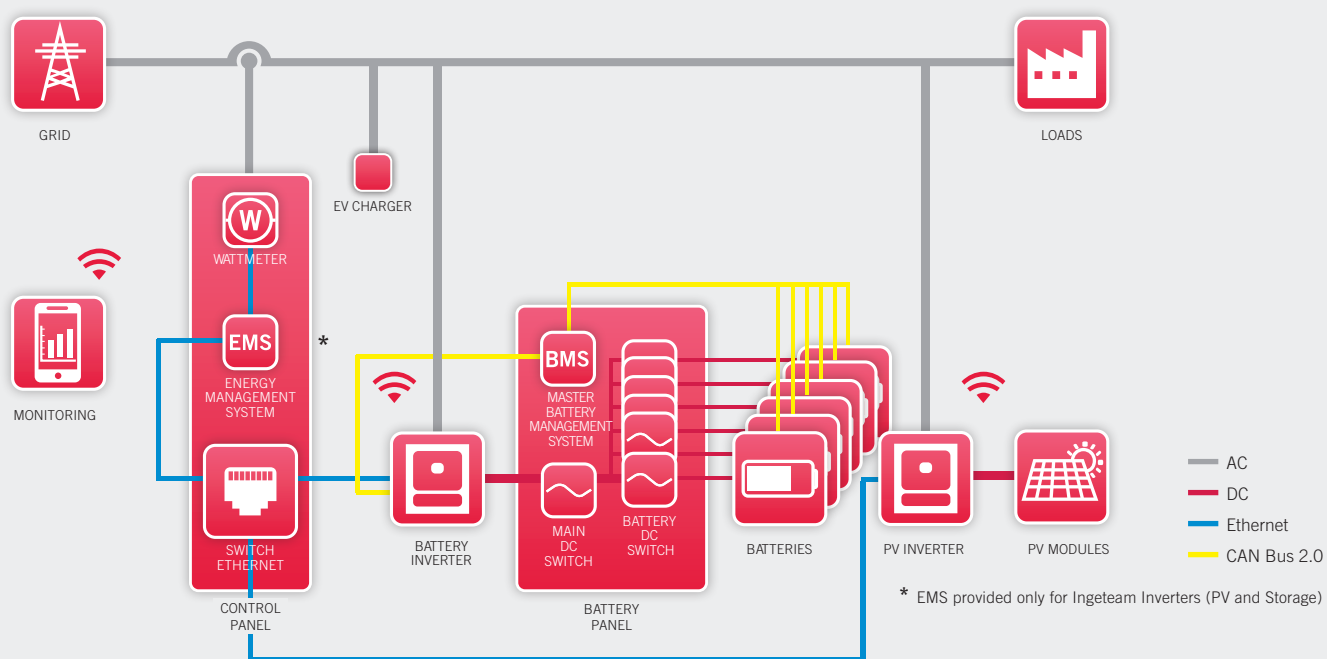 GRID
LOADS
EV CHARGER
W
WATTMETER
EMS
*
ENERGY
MANAGEMENT
SYSTEM
MONITORING
SWITCH
ETHERNET
CONTROL
PANEL
BATTERY
INVERTER
BMS
MASTER
BATTERY
MANAGEMENT
SYSTEM
MAIN
DC
SWITCH
BATTERY
DC
SWITCH
BATTERY
PANEL
BATTERIES
PV INVERTER
PV MODULES
AC
DC
Ethernet
CAN Bus 2.0
* EMS provided only for Ingeteam Inverters (PV and Storage)